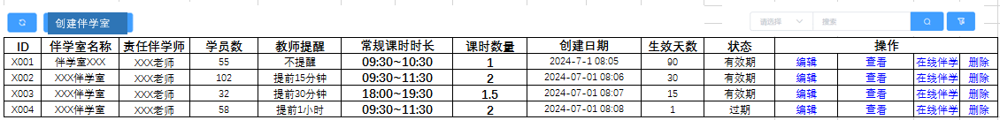 创建伴学室 请选择 搜索
ID 伴学室名称 责任伴学师 学员数 教师提醒 常规课时时长 课时数量 创建日期 生效天数 状态 操作
X001 伴学室XXX XXX老师 55 不提醒 09:30~10:30 1 2024-7-1 08:05 90 有效期 编辑 查看 在线伴学 删除
X002 XXX伴学室 XXX老师 102 提前15分钟 09:30~11:30 2 2024-07-01 08:06 30 有效期 编辑 查看 在线伴学 删除
X003 XXX伴学室 XXX老师 32 提前30分钟 18:00~19:30 1.5 2024-07-01 08:07 15 有效期 编辑 查看 在线伴学 删除
X004 XXX伴学室 XXX老师 58 提前1小时 09:30~11:30 2 2024-07-01 08:08 1 过期 编辑 查看 在线伴学 删除